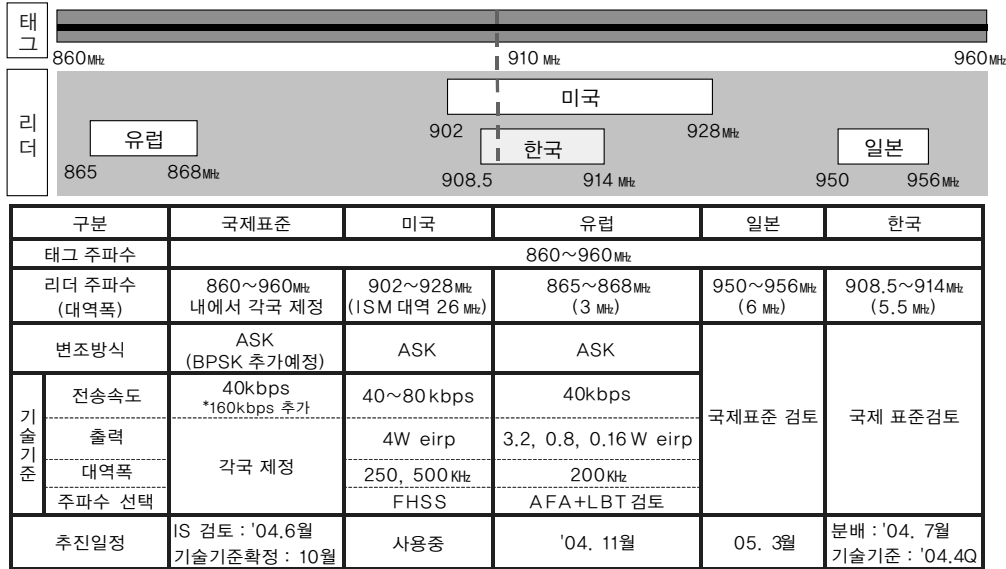 태그
860㎒ 910 ㎒ 960㎒
리더
미국
902 928㎒
유럽
865 868㎒
한국
908.5 914 ㎒
일본
950 956㎒
구분 국제표준 미국 유럽 일본 한국
태그 주파수 860~960㎒
리더 주파수 860~960㎒ 902~928㎒ 865~868㎒ 950~956㎒ 908.5~914㎒
(대역폭) 내에서 각국 제정 (ISM 대역 26 ㎒) (3 ㎒) (6 ㎒) (5.5 ㎒)
변조방식 ASK ASK ASK
(BPSK 추가예정)
기술기준
전송속도 40kbps 40~80kbps 40kbps
*160kbps 추가
국제표준 검토 국제 표준검토
출력 4W eirp 3.2, 0.8, 0.16W eirp
각국 제정
대역폭 250, 500㎑ 200㎑
주파수 선택 FHSS AFA+LBT검토
추진일정 IS 검토 : '04.6월 사용중 '04. 11월 05. 3월 분배 : '04. 7월
기술기준확정 : 10월 기술기준 : '04.4Q